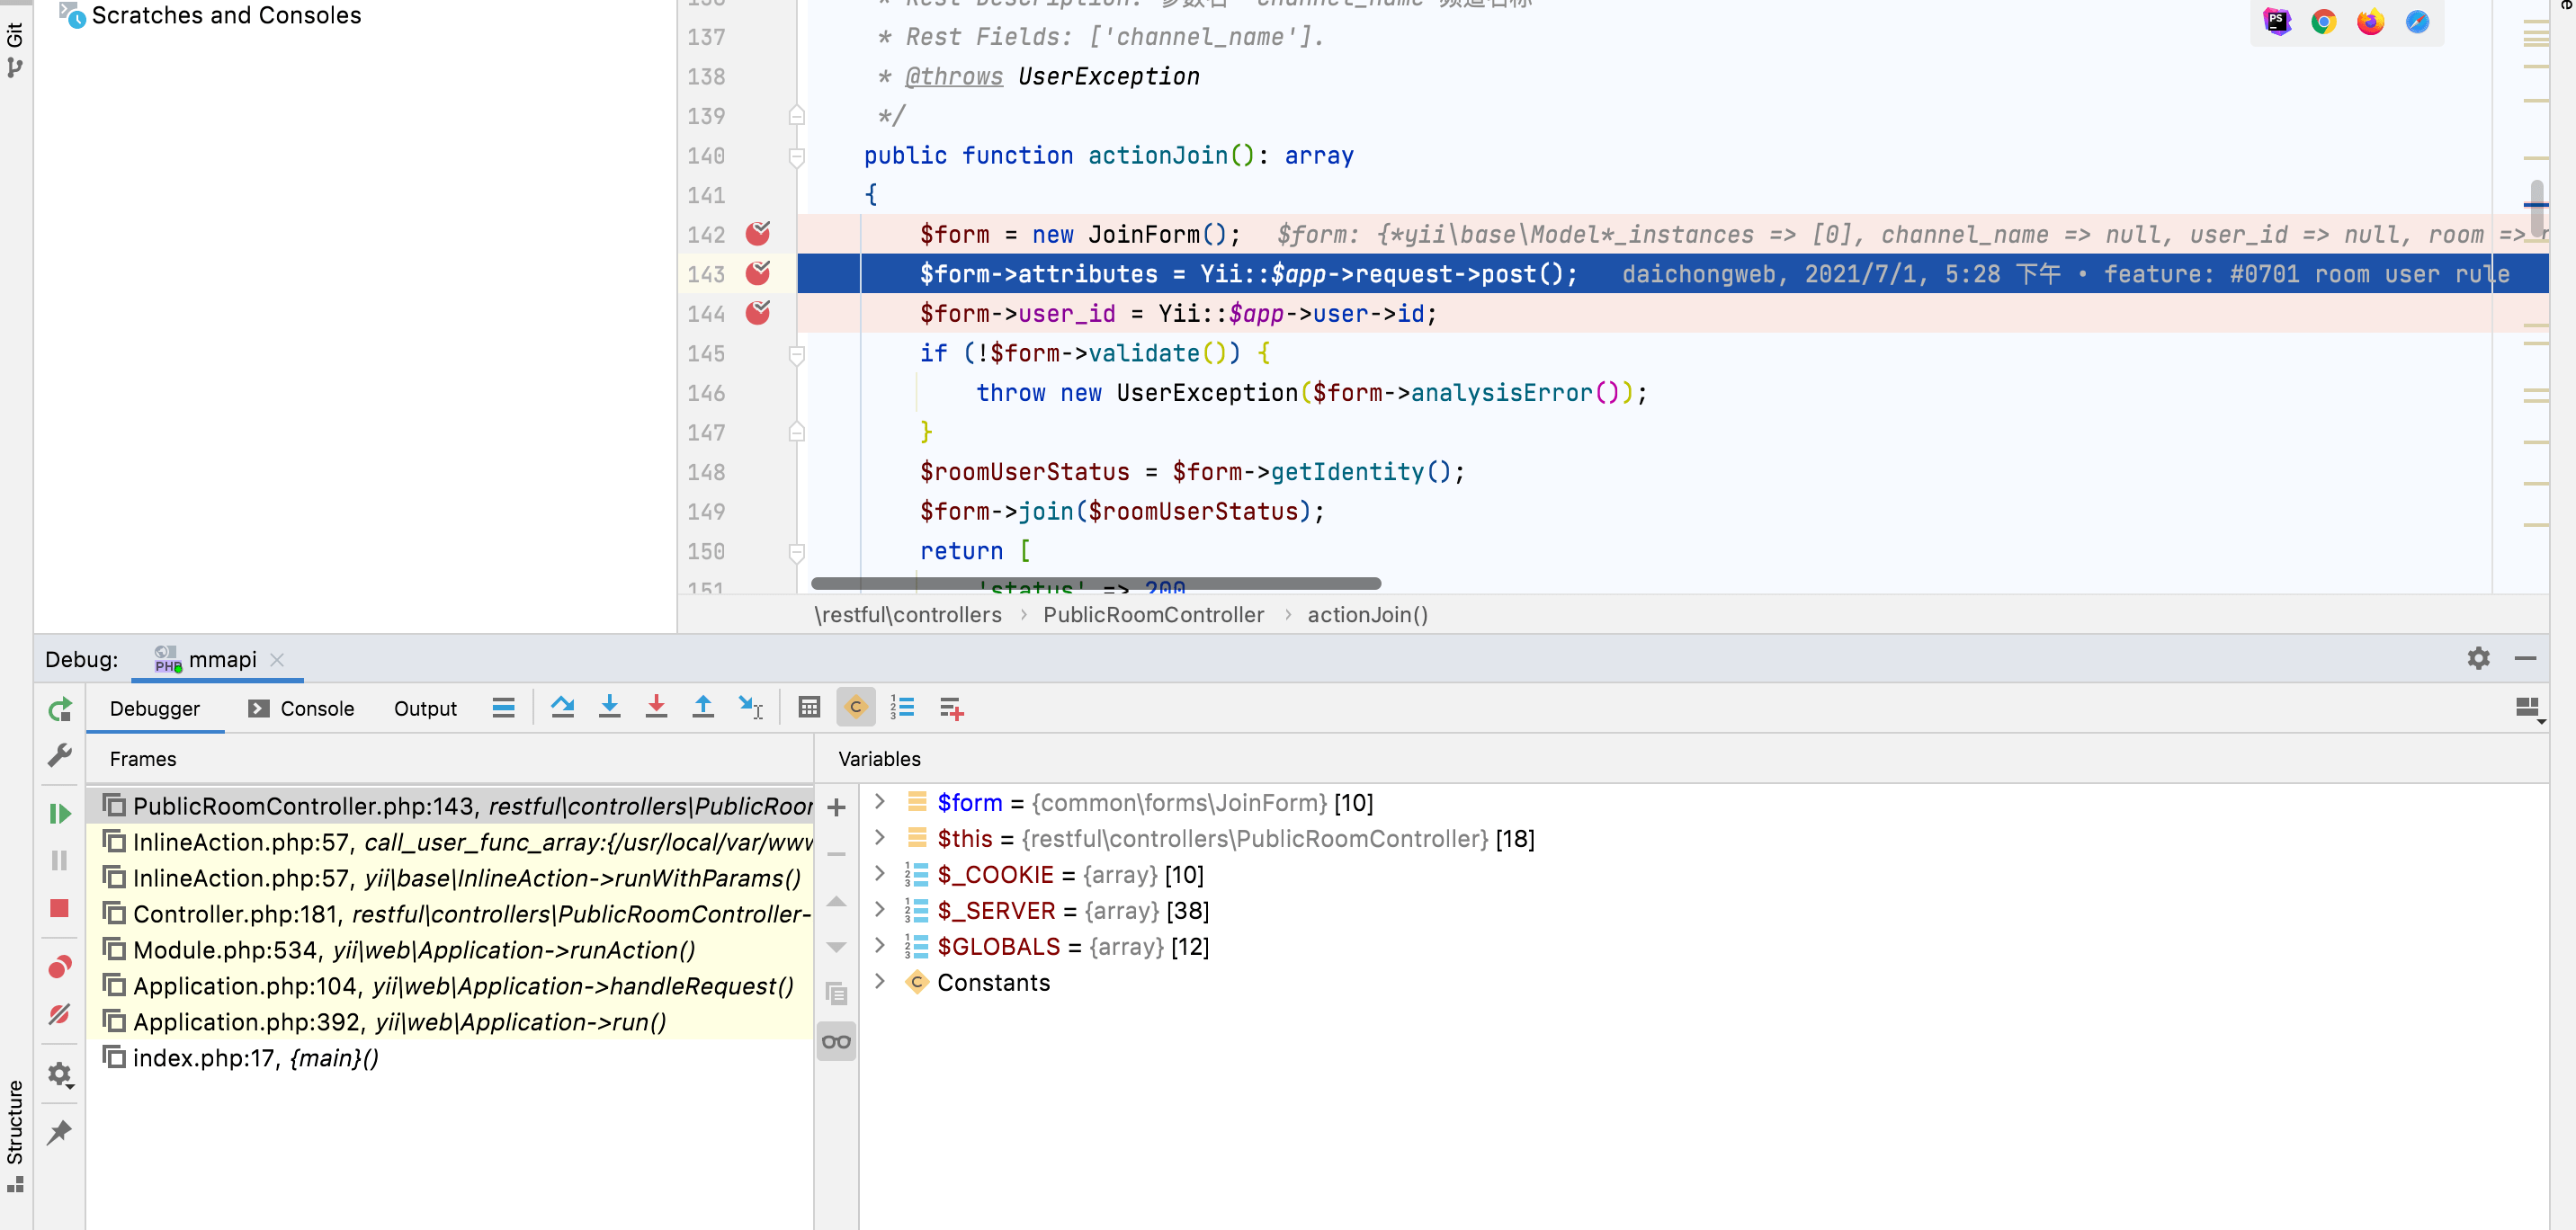 Git
Scratches and Consoles
137 * Rest Fields: ['channel_name'].
138 * @throws UserException
139 */
140 public function actionJoin(): array
141 {
142 $form = new JoinForm(); $form: {*yii\base\Model*_instances => [0], channel_name => null, user_id => null, room =>
143 $form->attributes = Yii::$app->request->post(); daichongweb, 2021/7/1, 5:28 下午 • feature: #0701 room user rule
144 $form->user_id = Yii::$app->user->id;
145 if (!$form->validate()) {
146 throw new UserException($form->analysisError());
147 }
148 $roomUserStatus = $form->getIdentity();
149 $form->join($roomUserStatus);
150 return [
151 'status' => 200
\restful\controllers › PublicRoomController › actionJoin()
Debug: mmapi
Debugger Console Output
Frames
PublicRoomController.php:143, restful\controllers\PublicRoor
InlineAction.php:57, call_user_func_array:{/usr/local/var/www
InlineAction.php:57, yii\base\InlineAction->runWithParams()
Controller.php:181, restful\controllers\PublicRoomController-
Module.php:534, yii\web\Application->runAction()
Application.php:104, yii\web\Application->handleRequest()
Application.php:392, yii\web\Application->run()
index.php:17, {main}()
Variables
$form = {common\forms\JoinForm} [10]
$this = {restful\controllers\PublicRoomController} [18]
$_COOKIE = {array} [10]
$_SERVER = {array} [38]
$GLOBALS = {array} [12]
Constants
Structure